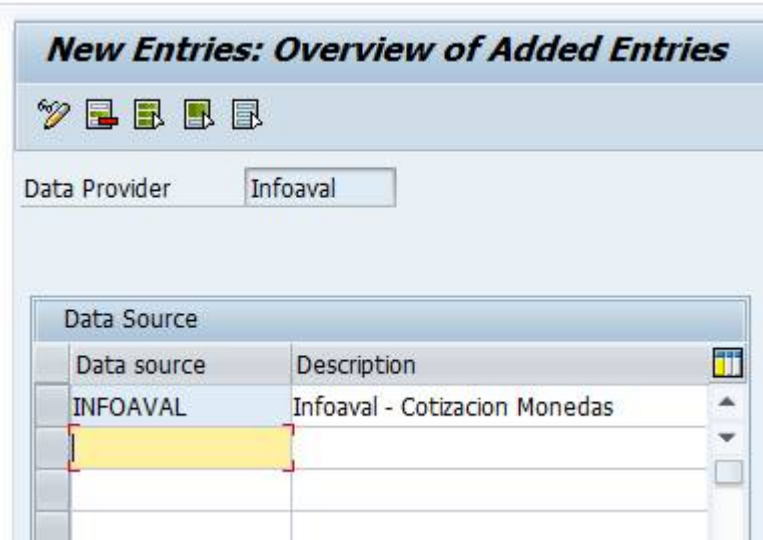 New Entries: Overview of Added Entries
Data Provider Infoaval
Data Source
Data source Description
INFOAVAL Infoaval - Cotizacion Monedas